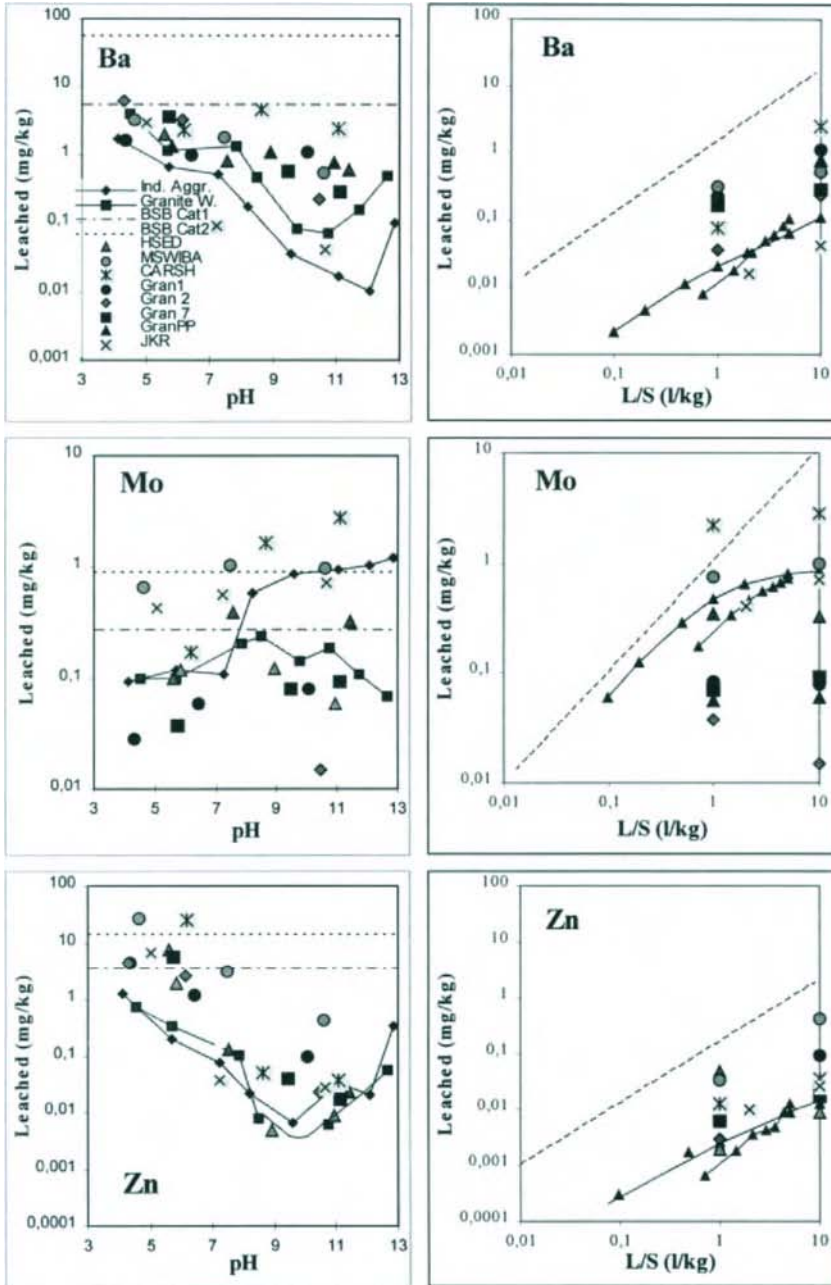 Ba
Leached (mg/kg)
100
10
1
0,1
0,01
0,001
Ind. Aggr.
Granite W.
BSB Cat1
BSB Cat2
HSED
MSWIBA
CARSH
Gran1
Gran 2
Gran 7
GranPP
JKR
3 5 7 9 11 13
pH
Ba
Leached (mg/kg)
100
10
1
0,1
0,01
0,001
0,01 0,1 1 10
L/S (l/kg)
Mo
Leached (mg/kg)
10
1
0,1
0,01
3 5 7 9 11 13
pH
Mo
Leached (mg/kg)
10
1
0,1
0,01
0,01 0,1 1 10
L/S (l/kg)
Zn
Leached (mg/kg)
100
10
1
0,1
0,01
0,001
0,0001
3 5 7 9 11 13
pH
Zn
Leached (mg/kg)
100
10
1
0,1
0,01
0,001
0,0001
0,01 0,1 1 10
L/S (l/kg)